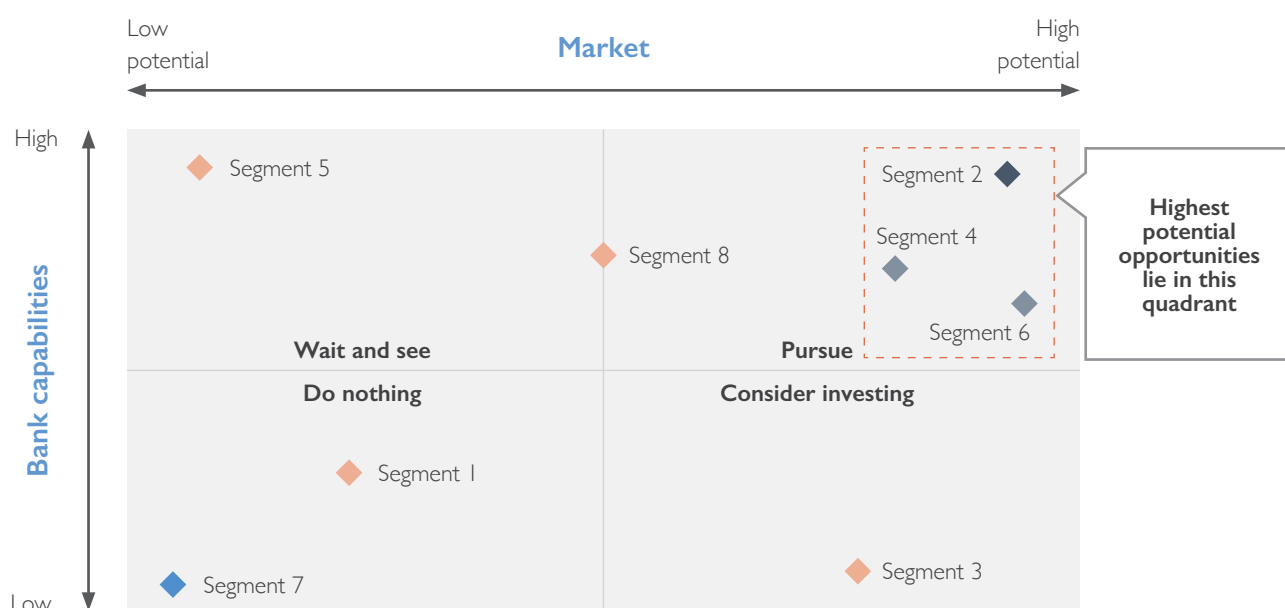 Low
potential
Market
High
potential
High
Segment 5
Segment 2
Highest
potential
opportunities
lie in this
quadrant
Segment 4
Segment 8
Segment 6
Bank capabilities
Wait and see
Pursue
Do nothing
Consider investing
Segment 1
Segment 3
Segment 7
Low